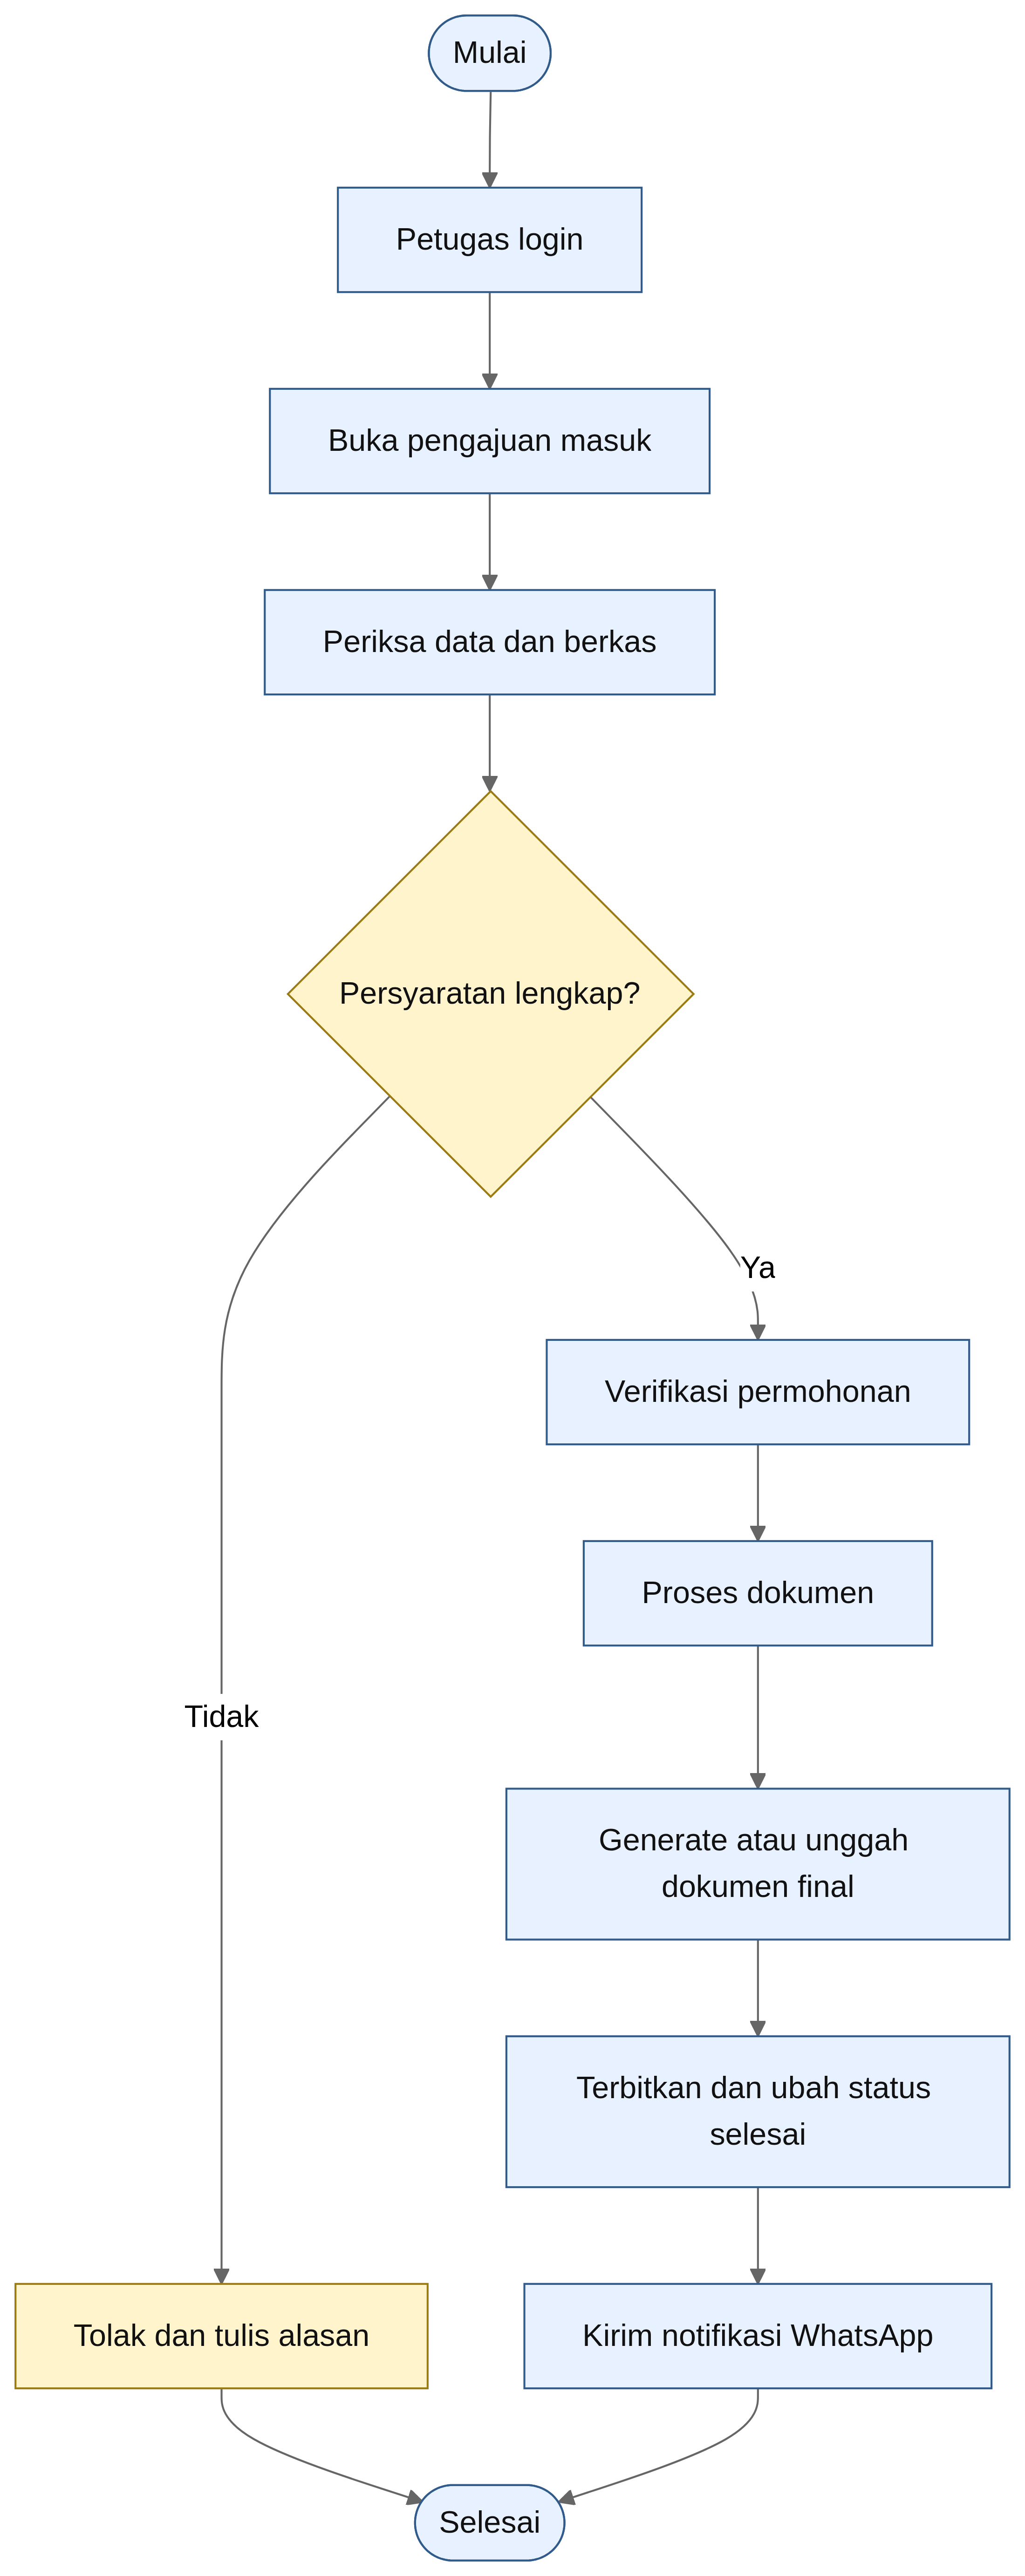 Mulai
Petugas login
Buka pengajuan masuk
Periksa data dan berkas
Persyaratan lengkap?
Ya
Verifikasi permohonan
Proses dokumen
Tidak
Generate atau unggah
dokumen final
Terbitkan dan ubah status
selesai
Tolak dan tulis alasan
Kirim notifikasi WhatsApp
Selesai